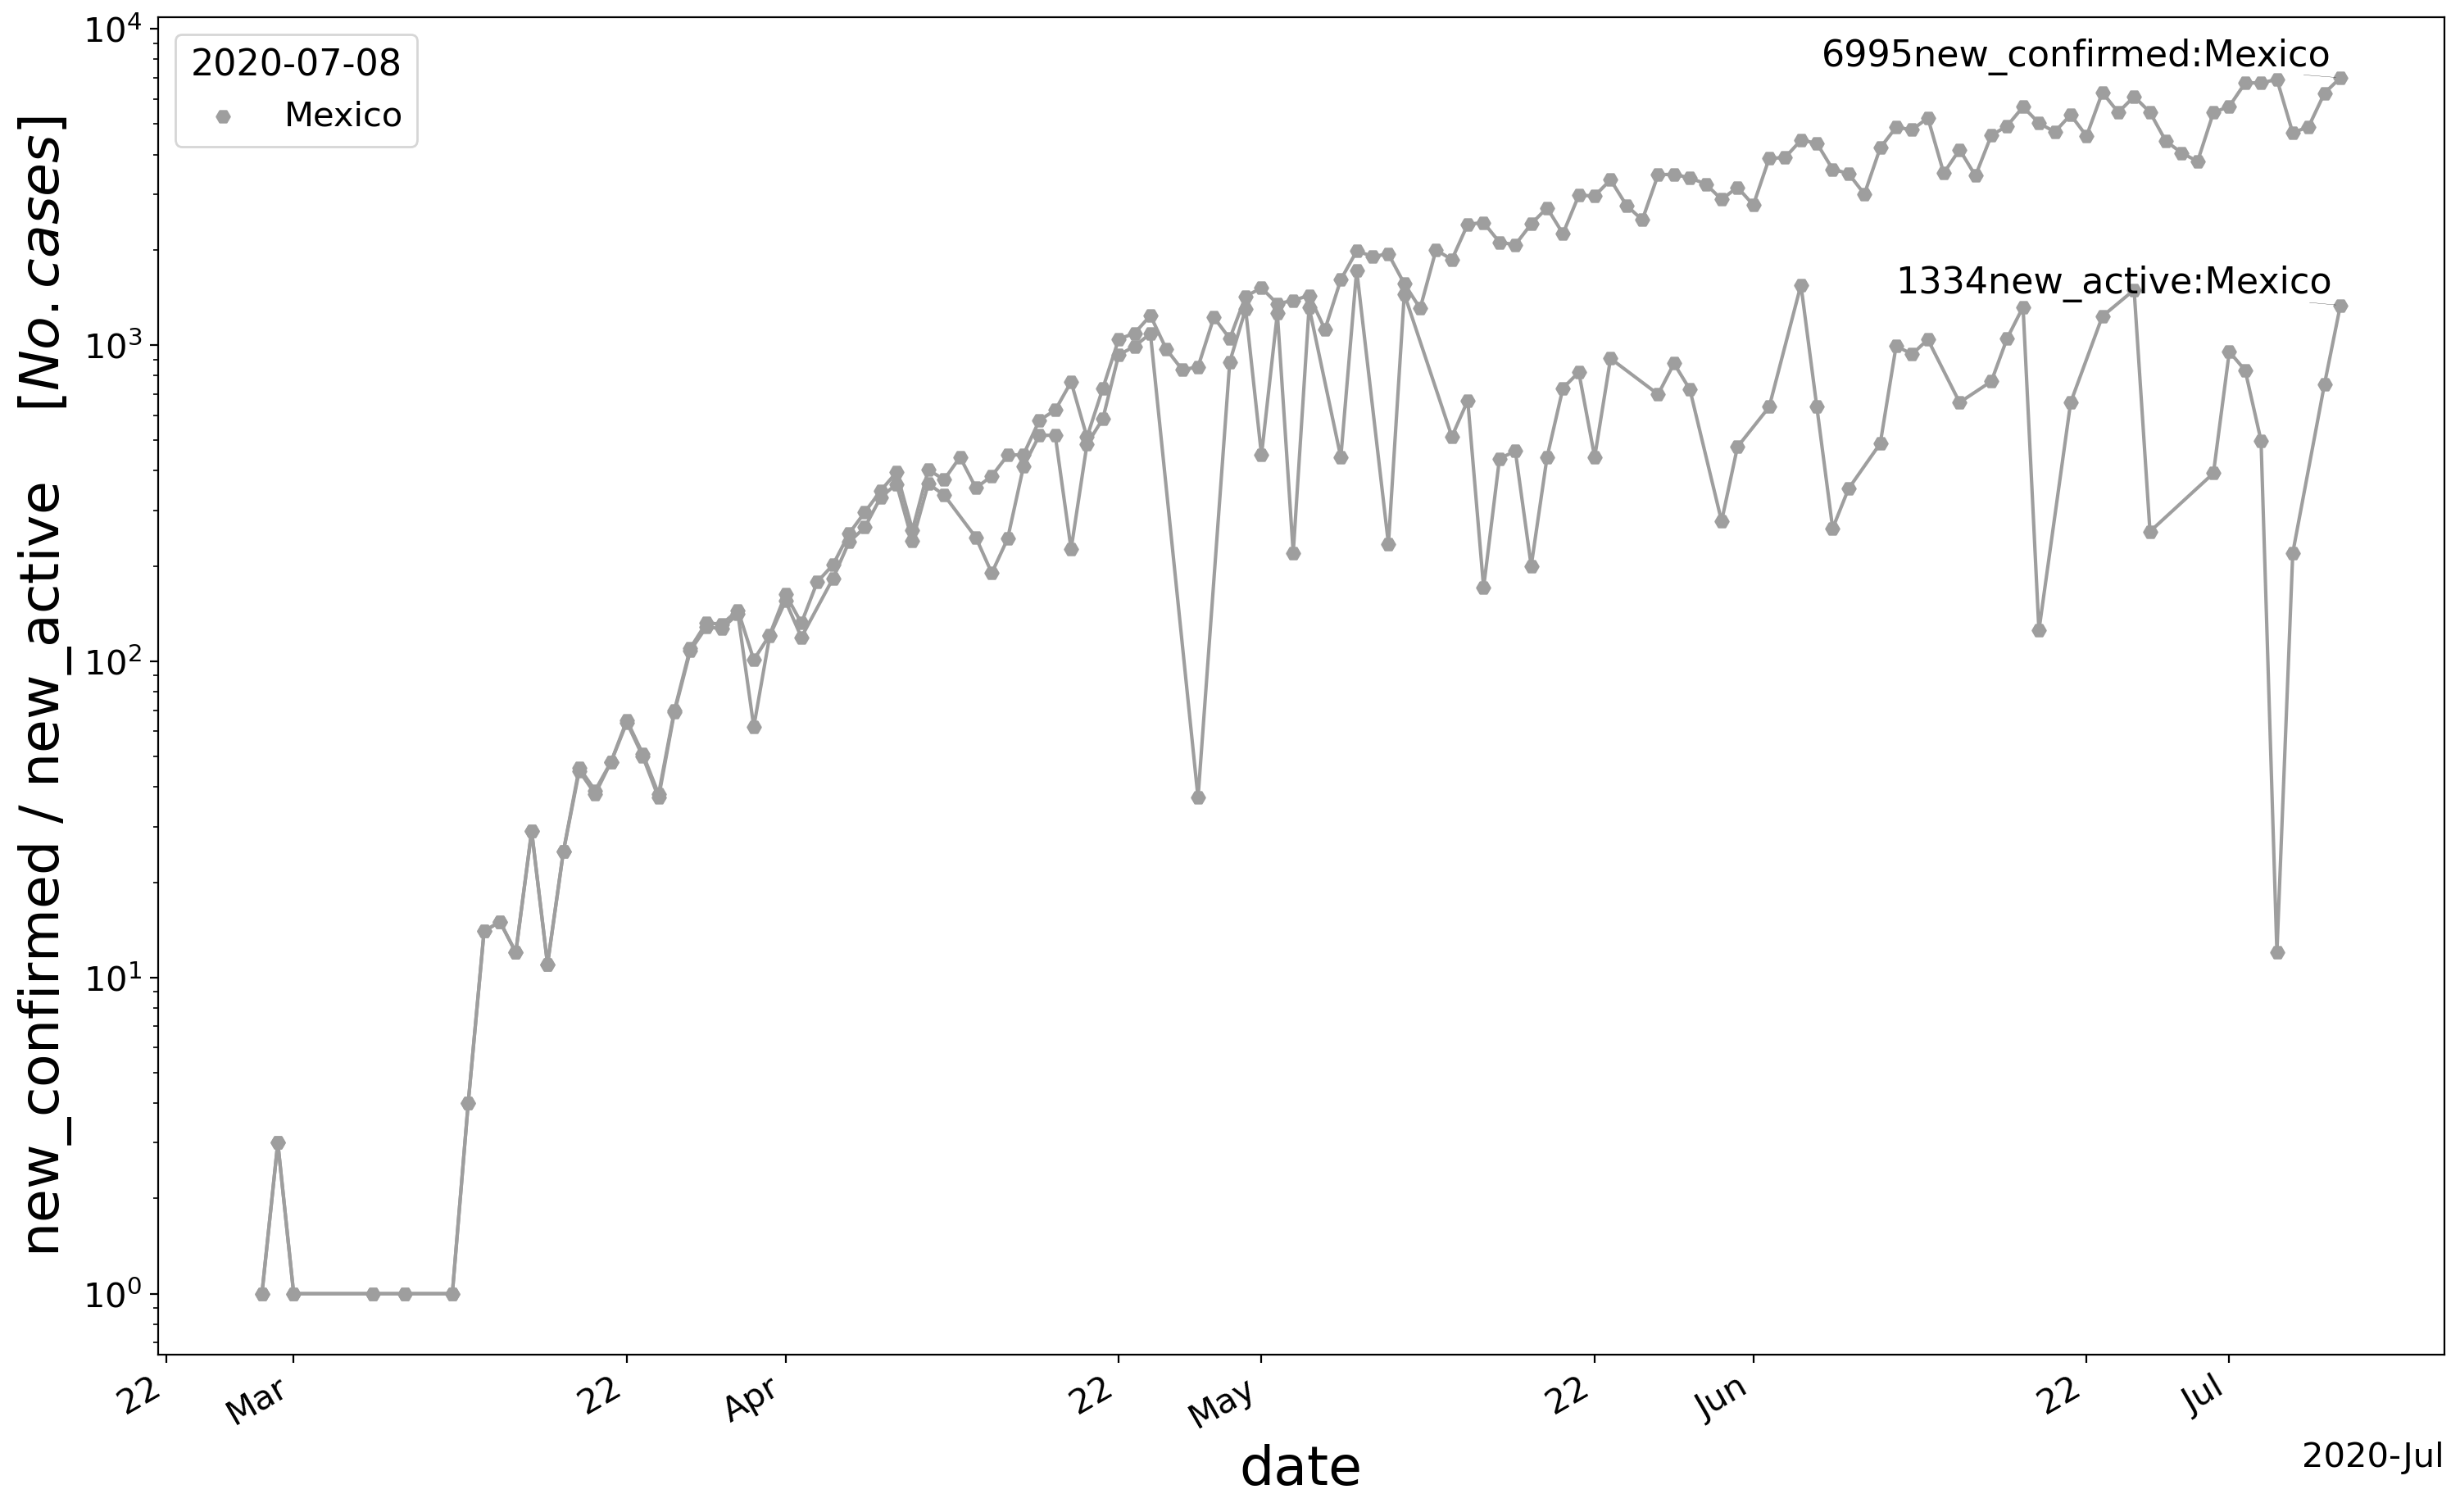 2020-07-08
Mexico
6995new_confirmed:Mexico
1334new_active:Mexico
new_confirmed / new_active [No.cases]
10⁴
10³
10²
10¹
10⁰
22
Mar
22
Apr
22
May
22
Jun
22
Jul
date
2020-Jul